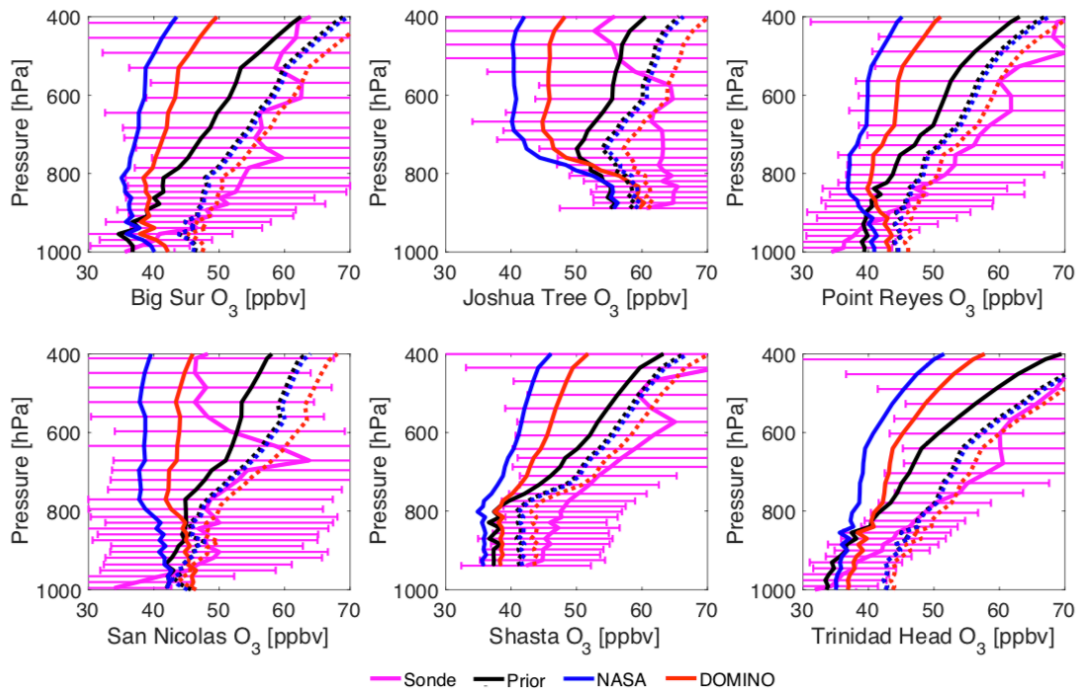 Pressure [hPa]
400
600
800
1000
30 40 50 60 70
Big Sur O3 [ppbv]
Pressure [hPa]
400
600
800
1000
30 40 50 60 70
Joshua Tree O3 [ppbv]
Pressure [hPa]
400
600
800
1000
30 40 50 60 70
Point Reyes O3 [ppbv]
Pressure [hPa]
400
600
800
1000
30 40 50 60 70
San Nicolas O3 [ppbv]
Pressure [hPa]
400
600
800
1000
30 40 50 60 70
Shasta O3 [ppbv]
Pressure [hPa]
400
600
800
1000
30 40 50 60 70
Trinidad Head O3 [ppbv]
Sonde Prior NASA DOMINO